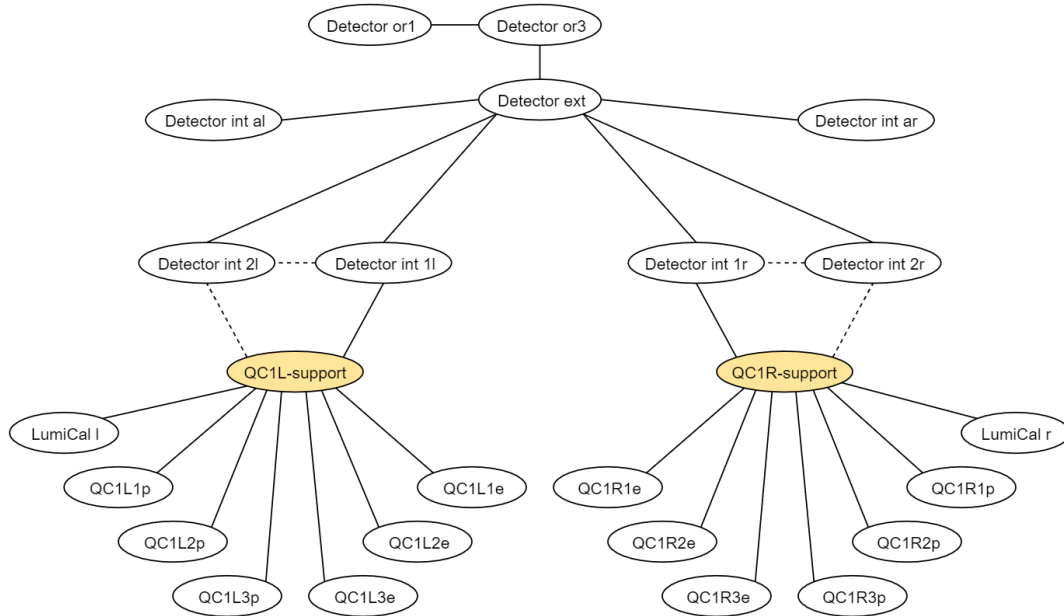 Detector or1
Detector or3
Detector ext
Detector int al
Detector int ar
Detector int 2l
Detector int 1l
Detector int 1r
Detector int 2r
QC1L-support
QC1R-support
LumiCal l
LumiCal r
QC1L1p
QC1L1e
QC1R1e
QC1R1p
QC1L2p
QC1L2e
QC1R2e
QC1R2p
QC1L3p
QC1L3e
QC1R3e
QC1R3p